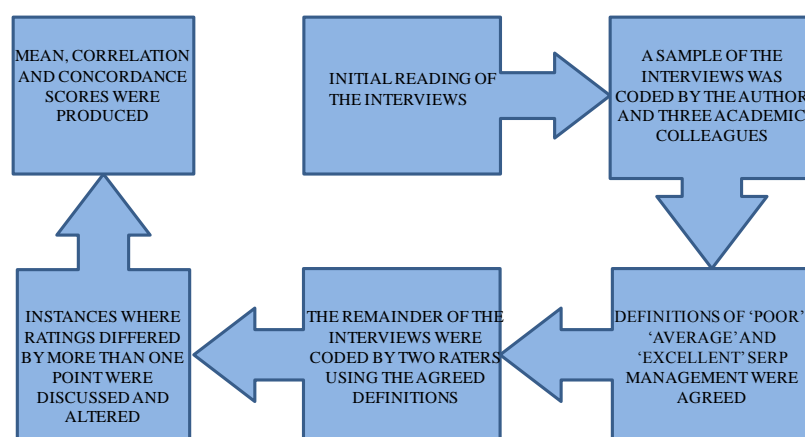 INITIAL READING OF
THE INTERVIEWS
A SAMPLE OF THE
INTERVIEWS WAS
CODED BY THE AUTHOR
AND THREE ACADEMIC
COLLEAGUES
DEFINITIONS OF ‘POOR’
‘AVERAGE’ AND
‘EXCELLENT’ SERP
MANAGEMENT WERE
AGREED
THE REMAINDER OF THE
INTERVIEWS WERE
CODED BY TWO RATERS
USING THE AGREED
DEFINITIONS
INSTANCES WHERE
RATINGS DIFFERED
BY MORE THAN ONE
POINT WERE
DISCUSSED AND
ALTERED
MEAN, CORRELATION
AND CONCORDANCE
SCORES WERE
PRODUCED